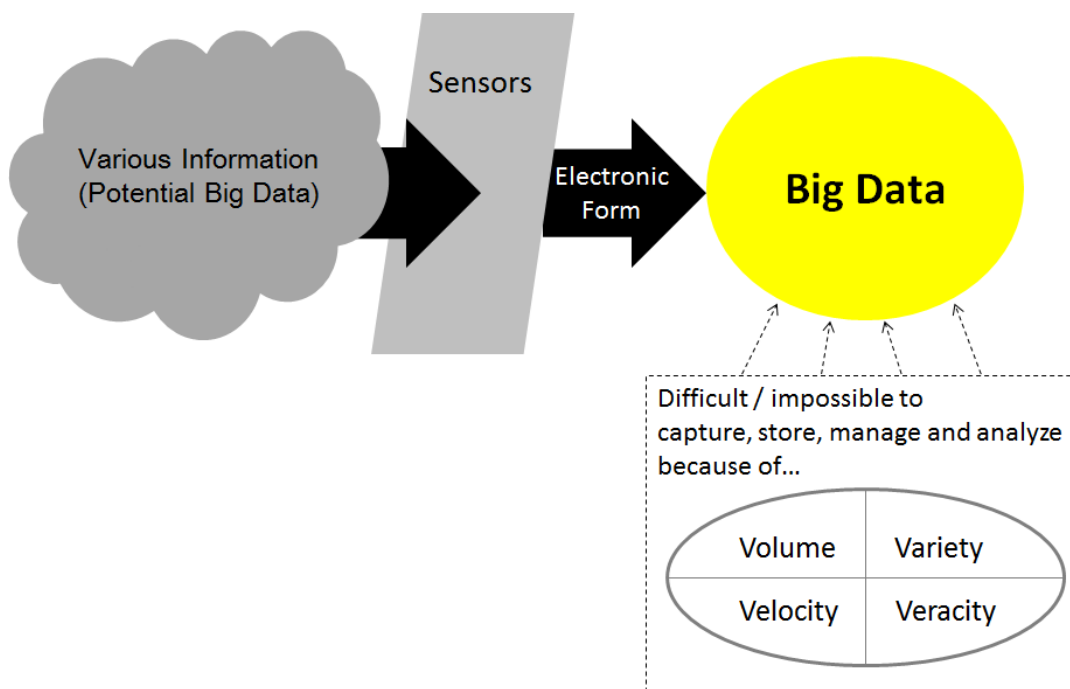 Sensors
Various Information
(Potential Big Data)
Electronic
Form
Big Data
Difficult / impossible to
capture, store, manage and analyze
because of...
Volume
Variety
Velocity
Veracity